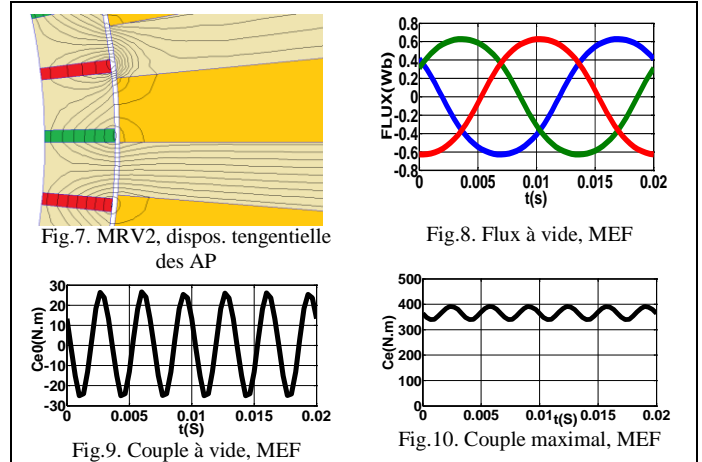 0.8
0.6
0.4
0.2
0
-0.2
-0.4
-0.6
-0.8
FLUX(Wb)
0 0.005 0.01 0.015 0.02
t(s)
Fig.7. MRV2, dispos. tengentielle
des AP
Fig.8. Flux à vide, MEF
30
20
10
0
-10
-20
-30
Ce0(N.m)
0 0.005 0.01 0.015 0.02
t(S)
Fig.9. Couple à vide, MEF
500
400
300
200
100
0
Ce(N.m)
0 0.005 0.01 0.015 0.02
t(S)
Fig.10. Couple maximal, MEF